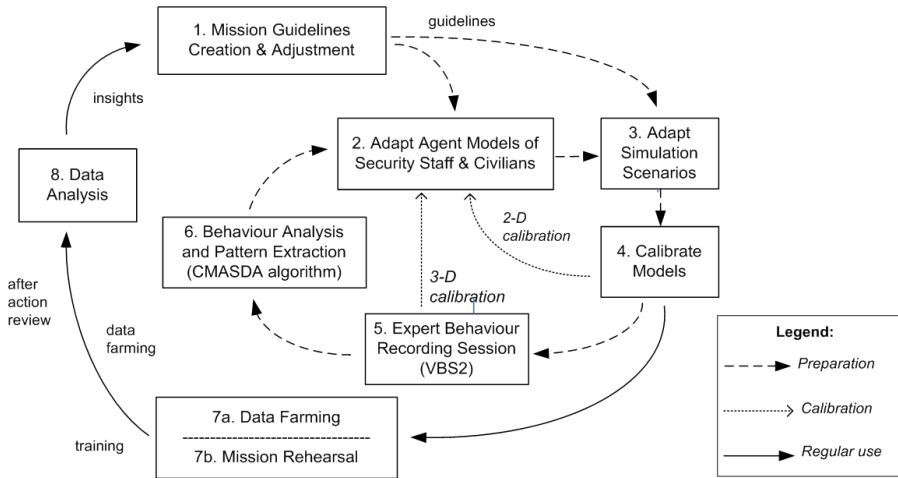 guidelines
1. Mission Guidelines
Creation & Adjustment
insights
2. Adapt Agent Models of
Security Staff & Civilians
3. Adapt
Simulation
Scenarios
8. Data
Analysis
2-D
calibration
6. Behaviour Analysis
and Pattern Extraction
(CMASDA algorithm)
4. Calibrate
Models
3-D
calibration
after
action
review
5. Expert Behaviour
Recording Session
(VBS2)
data
farming
Legend:
Preparation
Calibration
Regular use
7a. Data Farming
training
7b. Mission Rehearsal